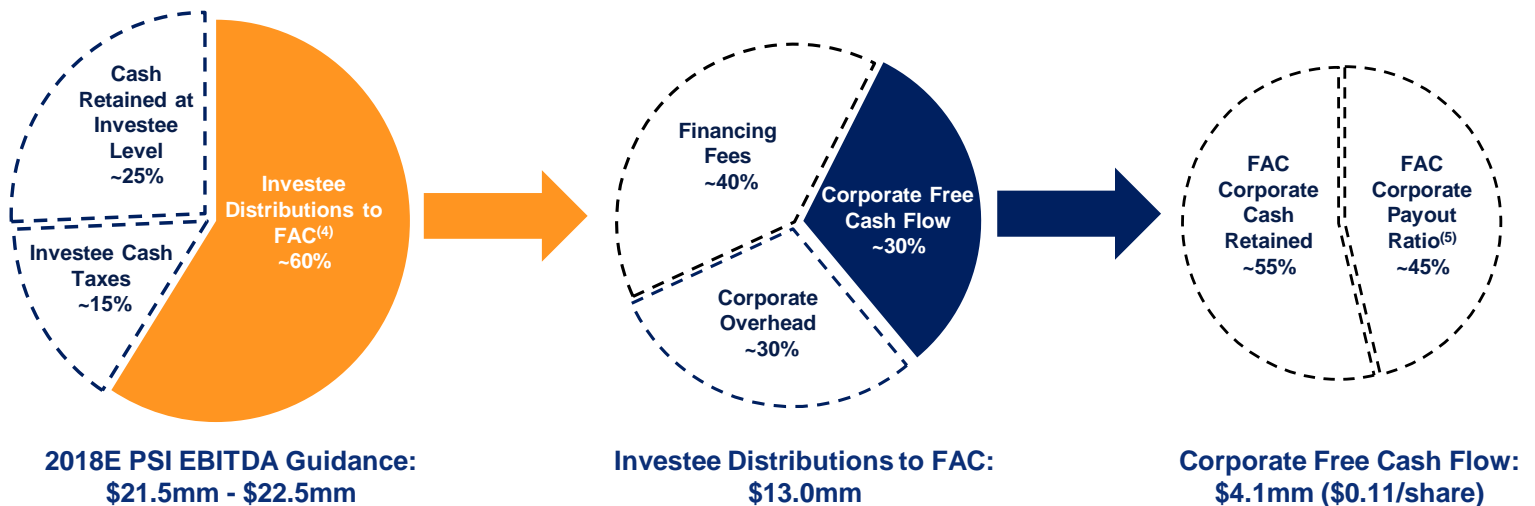 Cash
Retained at
Investee
Level
~25%
Investee Cash
Taxes
~15%
Investee
Distributions to
FAC(4)
~60%
2018E PSI EBITDA Guidance:
$21.5mm - $22.5mm
Financing
Fees
~40%
Corporate Free
Cash Flow
~30%
Corporate
Overhead
~30%
Investee Distributions to FAC:
$13.0mm
FAC
Corporate
Cash
Retained
~55%
FAC
Corporate
Payout
Ratio(5)
~45%
Corporate Free Cash Flow:
$4.1mm ($0.11/share)